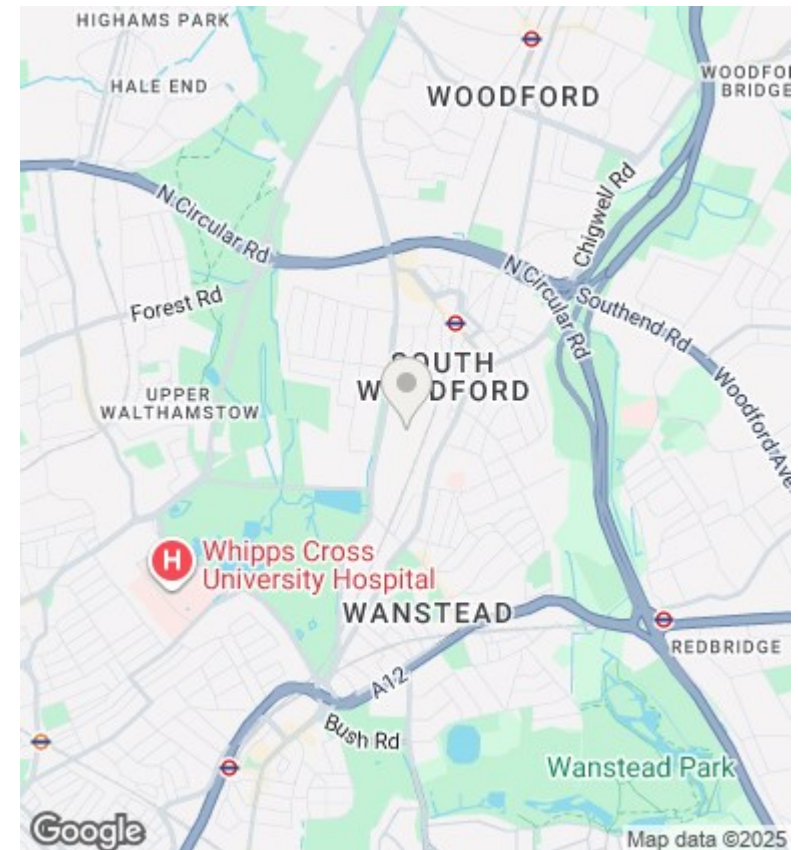 HIGHAMS PARK
HALE END
WOODFORD
WOODFO
BRIDGE
N Circular Rd
Chigwell Rd
N Circular Rd
Southend Rd
Forest Rd
SOUTH
WOODFORD
UPPER
WALTHAMSTOW
Woodford Ave
H
Whipps Cross
University Hospital
WANSTEAD
REDBRIDGE
A12
Bush Rd
Wanstead Park
Google
Map data ©2025